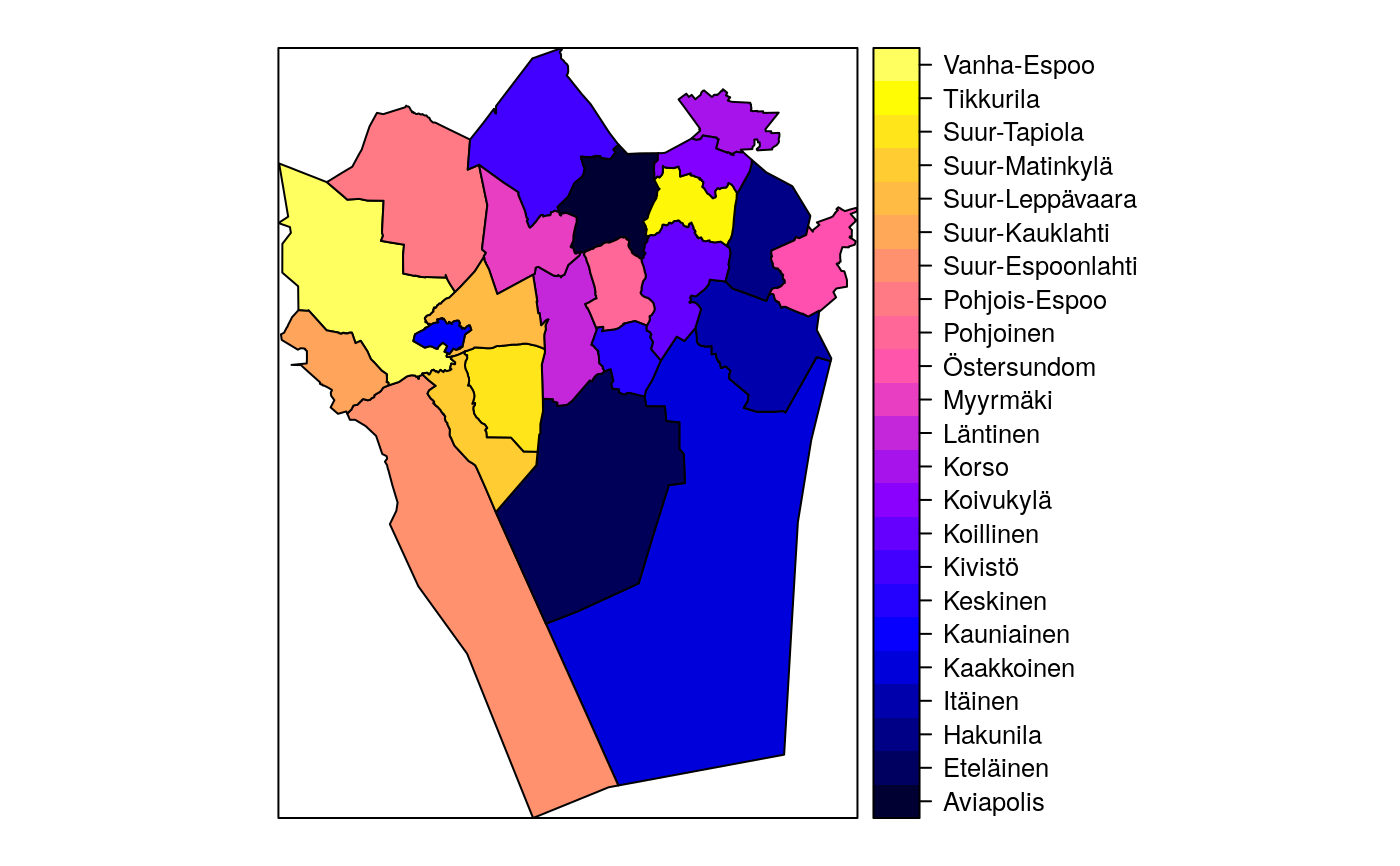 Vanha-Espoo
Tikkurila
Suur-Tapiola
Suur-Matinkylä
Suur-Leppävaara
Suur-Kauklahti
Suur-Espoonlahti
Pohjois-Espoo
Pohjoinen
Östersundom
Myyrmäki
Läntinen
Korso
Koivukylä
Koillinen
Kivistö
Keskinen
Kauniainen
Kaakkoinen
Itäinen
Hakunila
Eteläinen
Aviapolis